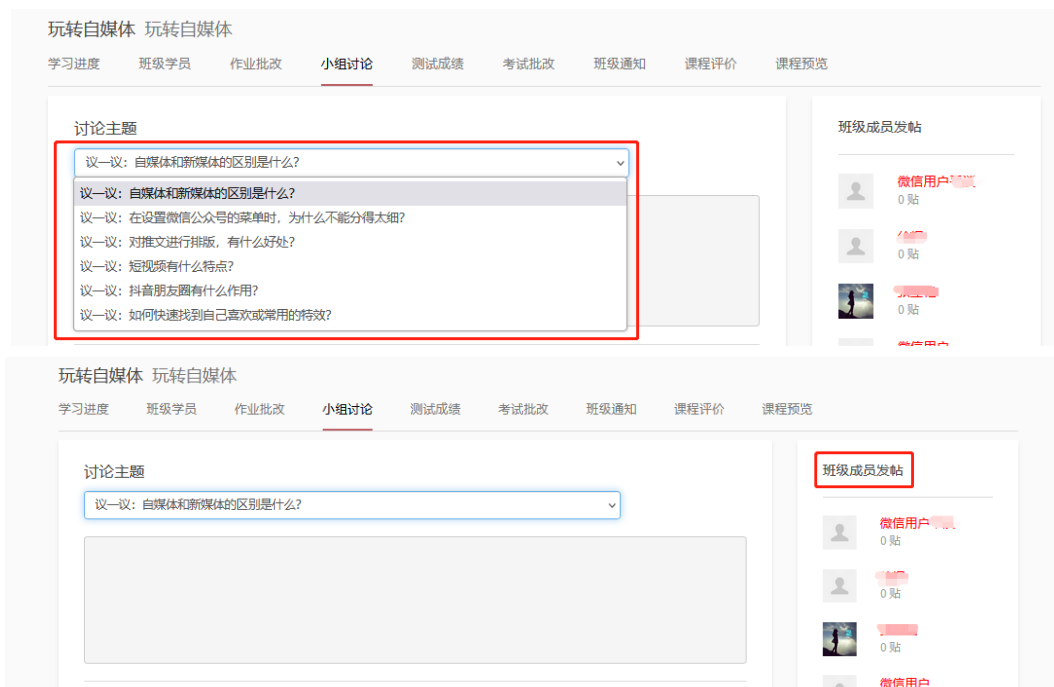 玩转自媒体 玩转自媒体
学习进度 班级学员 作业批改 小组讨论 测试成绩 考试批改 班级通知 课程评价 课程预览
讨论主题
议一议：自媒体和新媒体的区别是什么?
议一议：自媒体和新媒体的区别是什么?
议一议：在设置微信公众号的菜单时，为什么不能分得太细?
议一议：对推文进行排版，有什么好处?
议一议：短视频有什么特点?
议一议：抖音朋友圈有什么作用?
议一议：如何快速找到自己喜欢或常用的特效?
班级成员发帖
微信用户
0 贴
0 贴
0 贴
微信用户
玩转自媒体 玩转自媒体
学习进度 班级学员 作业批改 小组讨论 测试成绩 考试批改 班级通知 课程评价 课程预览
讨论主题
议一议：自媒体和新媒体的区别是什么?
班级成员发帖
微信用户
0 贴
0 贴
0 贴
微信用户